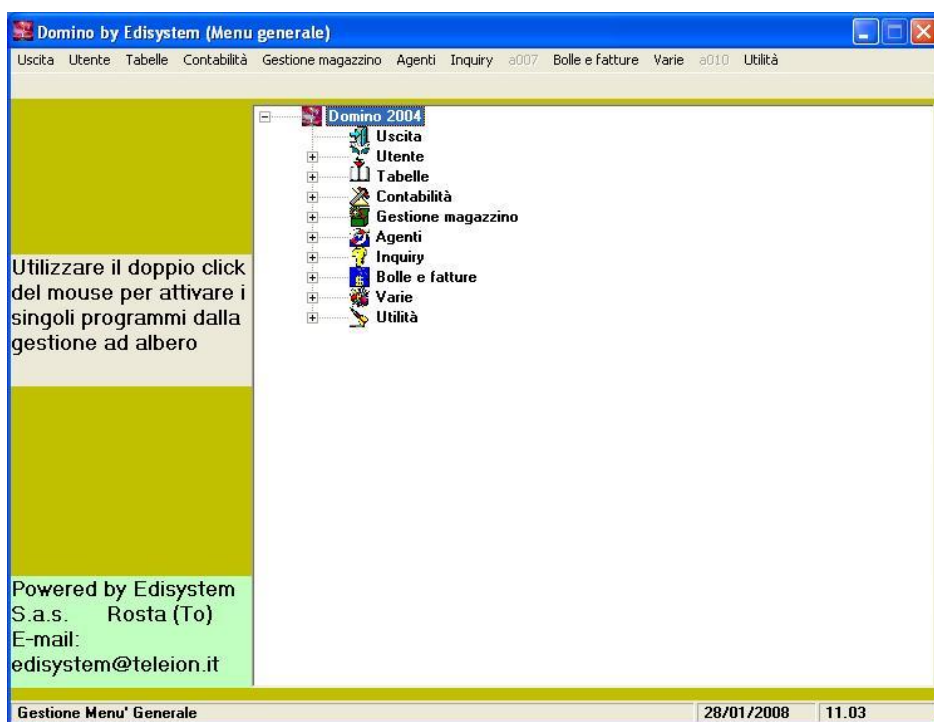 Domino by Edisystem (Menu generale)
Uscita Utente Tabelle Contabilità Gestione magazzino Agenti Inquiry a007 Bolle e fatture Varie a010 Utilità
Domino 2004
Uscita
Utente
Tabelle
Contabilità
Gestione magazzino
Agenti
Inquiry
Bolle e fatture
Varie
Utilità
Utilizzare il doppio click
del mouse per attivare i
singoli programmi dalla
gestione ad albero
Powered by Edisystem
S.a.s. Rosta (To)
E-mail:
edisystem@teleion.it
Gestione Menu' Generale 28/01/2008 11.03